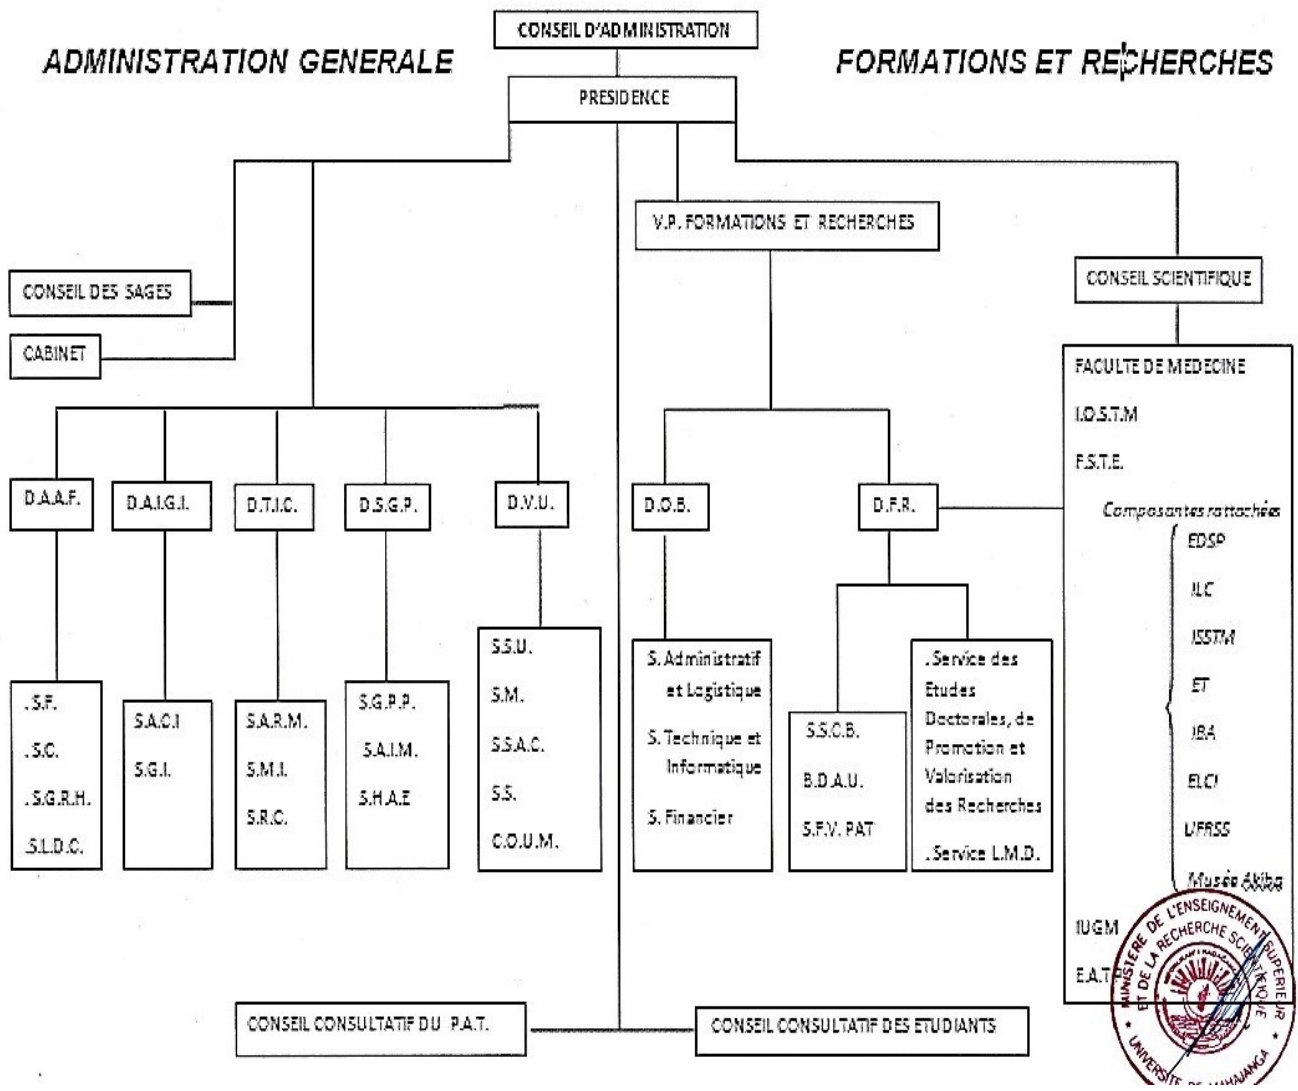 CONSEIL D'ADMINISTRATION
ADMINISTRATION GENERALE
FORMATIONS ET RECHERCHES
PRESIDENCE
V.P. FORMATIONS ET RECHERCHES
CONSEIL DES SAGES
CONSEIL SCIENTIFIQUE
CABINET
FACULTE DE MEDECINE
I.O.S.T.M
F.S.T.E.
Composantes rattachées
EDSP
ILC
ISSTM
ET
IBA
ELCI
UFRSS
Musée Akiba
IUGM
D.A.A.F.
D.A.I.G.I.
D.T.I.C.
D.S.G.P.
D.V.U.
D.O.B.
D.F.R.
.S.F.
.S.C.
.S.G.R.H.
.S.L.D.C.
S.A.C.I
S.G.I.
S.A.R.M.
S.M.I.
S.R.C.
S.G.P.P.
S.A.I.M.
S.H.A.E
S.S.U.
S.M.
S.S.A.C.
S.S.
C.O.U.M.
S. Administratif
et Logistique
S. Technique et
Informatique
S. Financier
S.S.C.B.
B.D.A.U.
S.F.V. PAT
.Service des
Etudes
Doctorales, de
Promotion et
Valorisation
des Recherches
.Service L.M.D.
CONSEIL CONSULTATIF DU P.A.T.
CONSEIL CONSULTATIF DES ETUDIANTS
MINISTERE DE L'ENSEIGNEMENT SUPERIEUR
ET DE LA RECHERCHE SCIENTIFIQUE
UNIVERSITE DE MAHAJANGA